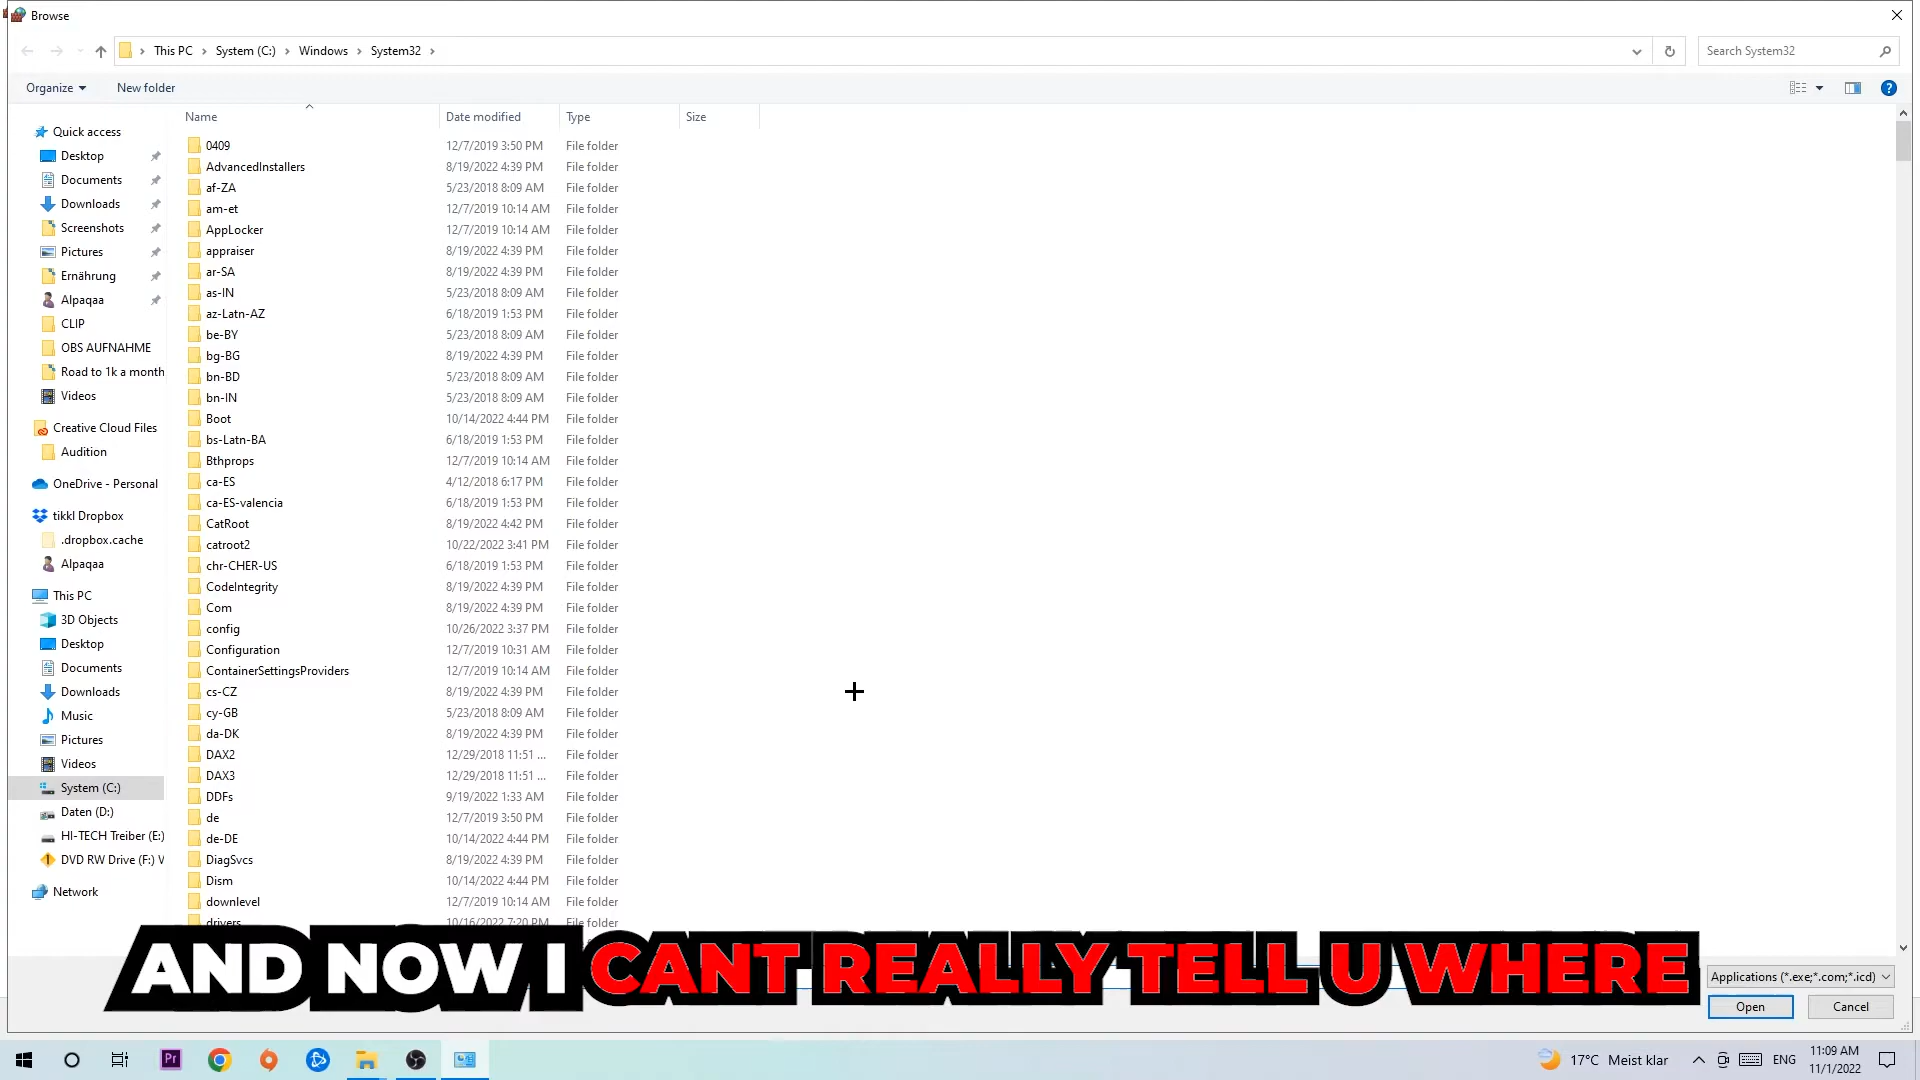 Browse
This PC > System (C:) > Windows > System32 >
Search System32
Organize
New folder
Name
Date modified
Type
Size
Quick access
Desktop
Documents
Downloads
Screenshots
Pictures
Ernährung
Alpaqaa
CLIP
OBS AUFNAHME
Road to 1k a month
Videos
Creative Cloud Files
Audition
OneDrive - Personal
tikkl Dropbox
.dropbox.cache
Alpaqaa
This PC
3D Objects
Desktop
Documents
Downloads
Music
Pictures
Videos
System (C:)
Daten (D:)
HI-TECH Treiber (E:)
DVD RW Drive (F:) V
Network
0409 12/7/2019 3:50 PM File folder
AdvancedInstallers 8/19/2022 4:39 PM File folder
af-ZA 5/23/2018 8:09 AM File folder
am-et 12/7/2019 10:14 AM File folder
AppLocker 12/7/2019 10:14 AM File folder
appraiser 8/19/2022 4:39 PM File folder
ar-SA 8/19/2022 4:39 PM File folder
as-IN 5/23/2018 8:09 AM File folder
az-Latn-AZ 6/18/2019 1:53 PM File folder
be-BY 5/23/2018 8:09 AM File folder
bg-BG 8/19/2022 4:39 PM File folder
bn-BD 5/23/2018 8:09 AM File folder
bn-IN 5/23/2018 8:09 AM File folder
Boot 10/14/2022 4:44 PM File folder
bs-Latn-BA 6/18/2019 1:53 PM File folder
Bthprops 12/7/2019 10:14 AM File folder
ca-ES 4/12/2018 6:17 PM File folder
ca-ES-valencia 6/18/2019 1:53 PM File folder
CatRoot 8/19/2022 4:42 PM File folder
catroot2 10/22/2022 3:41 PM File folder
chr-CHER-US 6/18/2019 1:53 PM File folder
CodeIntegrity 8/19/2022 4:39 PM File folder
Com 8/19/2022 4:39 PM File folder
config 10/26/2022 3:37 PM File folder
Configuration 12/7/2019 10:31 AM File folder
ContainerSettingsProviders 12/7/2019 10:14 AM File folder
cs-CZ 8/19/2022 4:39 PM File folder
cy-GB 5/23/2018 8:09 AM File folder
da-DK 8/19/2022 4:39 PM File folder
DAX2 12/29/2018 11:51 ... File folder
DAX3 12/29/2018 11:51 ... File folder
DDFs 9/19/2022 1:33 AM File folder
de 12/7/2019 3:50 PM File folder
de-DE 10/14/2022 4:44 PM File folder
DiagSvcs 8/19/2022 4:39 PM File folder
Dism 10/14/2022 4:44 PM File folder
downlevel 12/7/2019 10:14 AM File folder
drivers 10/16/2022 7:20 PM File folder
AND NOW I CANT REALLY TELL U WHERE
Applications (*.exe;*.com;*.icd)
Open
Cancel
Pr
17°C Meist klar
ENG
11:09 AM
11/1/2022